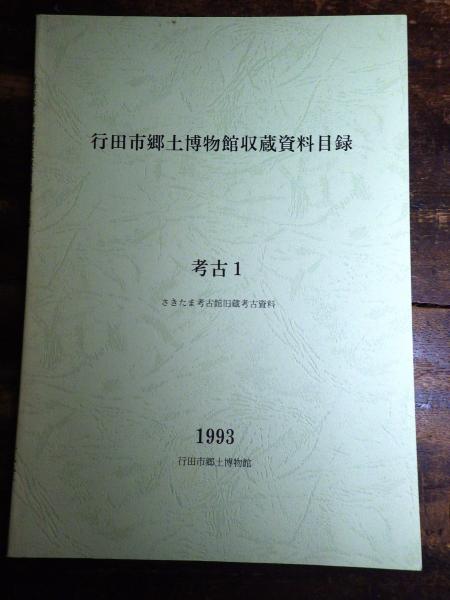 行田市郷土博物館収蔵資料目録
考古1
さきたま考古館旧蔵考古資料
1993
行田市郷土博物館